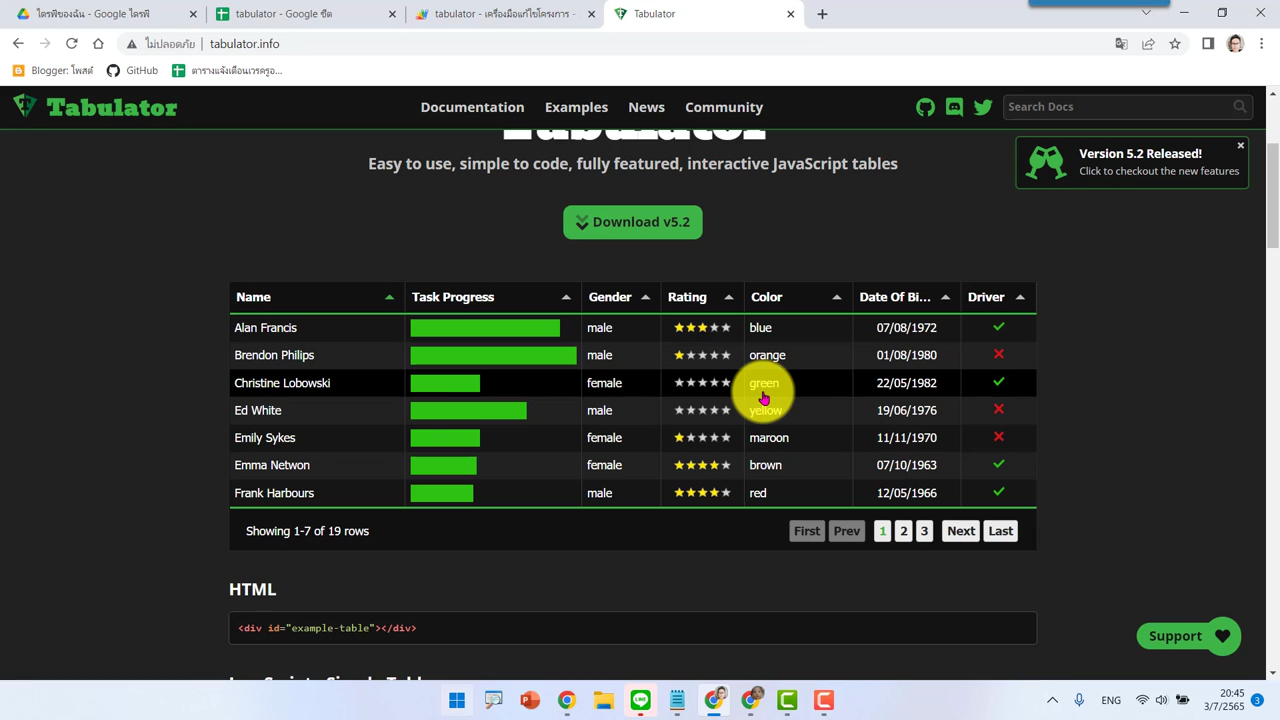 ไดรฟ์ของฉัน - Google ไดรฟ์
tabulator - Google ชีต
tabulator - เครื่องมือแก้ไขโครงการ -
Tabulator
ไม่ปลอดภัย | tabulator.info
Blogger: โพสต์ GitHub ตารางแจ้งเตือนเวรครูอ...
Tabulator
Documentation Examples News Community
Search Docs
Tabulator
Easy to use, simple to code, fully featured, interactive JavaScript tables
Version 5.2 Released!
Click to checkout the new features
Download v5.2
Name Task Progress Gender Rating Color Date Of Bi... Driver
Alan Francis male blue 07/08/1972
Brendon Philips male orange 01/08/1980
Christine Lobowski female green 22/05/1982
Ed White male yellow 19/06/1976
Emily Sykes female maroon 11/11/1970
Emma Netwon female brown 07/10/1963
Frank Harbours male red 12/05/1966
Showing 1-7 of 19 rows
First Prev 1 2 3 Next Last
HTML
<div id="example-table"></div>
Support
ENG
20:45
3/7/2565
3